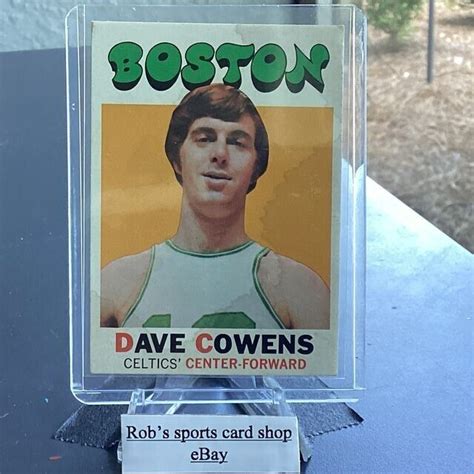 BOSTON
DAVE COWENS
CELTICS' CENTER-FORWARD
Rob's sports card shop
eBay